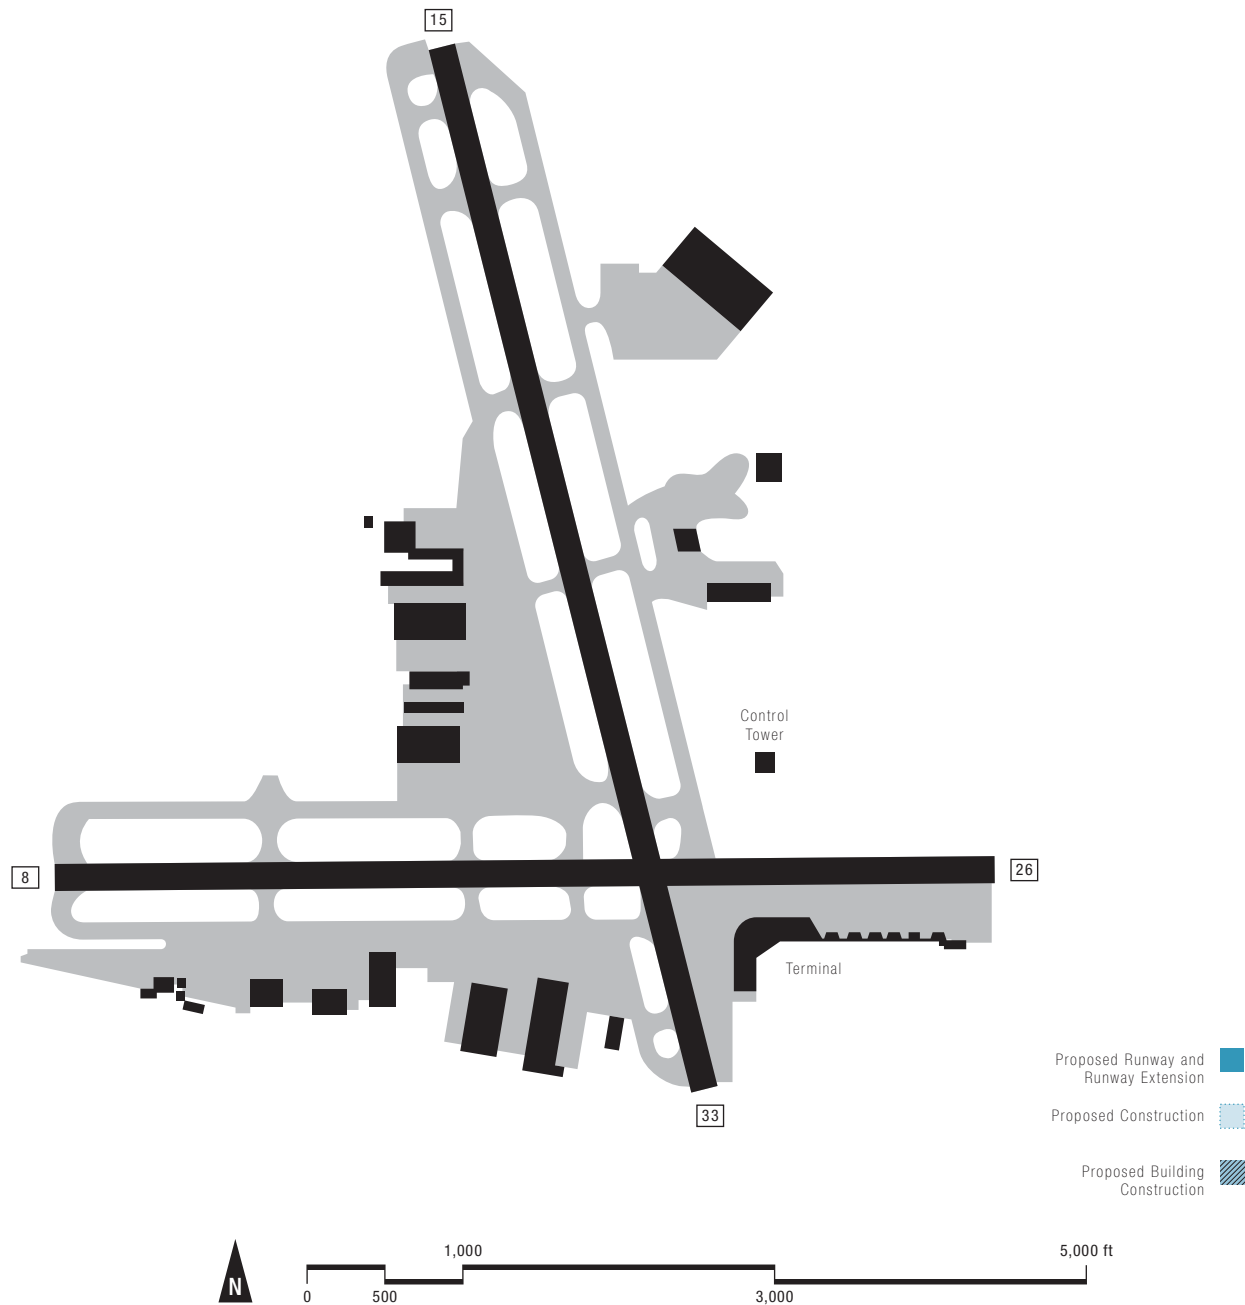 15
Control
Tower
8
26
Terminal
Proposed Runway and
Runway Extension
33
Proposed Construction
Proposed Building
Construction
N
1,000
5,000 ft
0
500
3,000